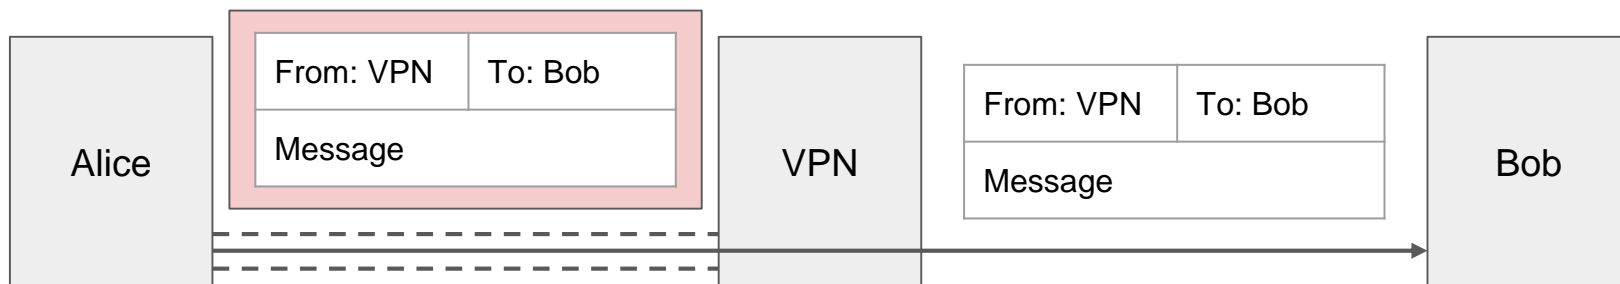 Alice
From: VPN To: Bob
Message
VPN
From: VPN To: Bob
Message
Bob